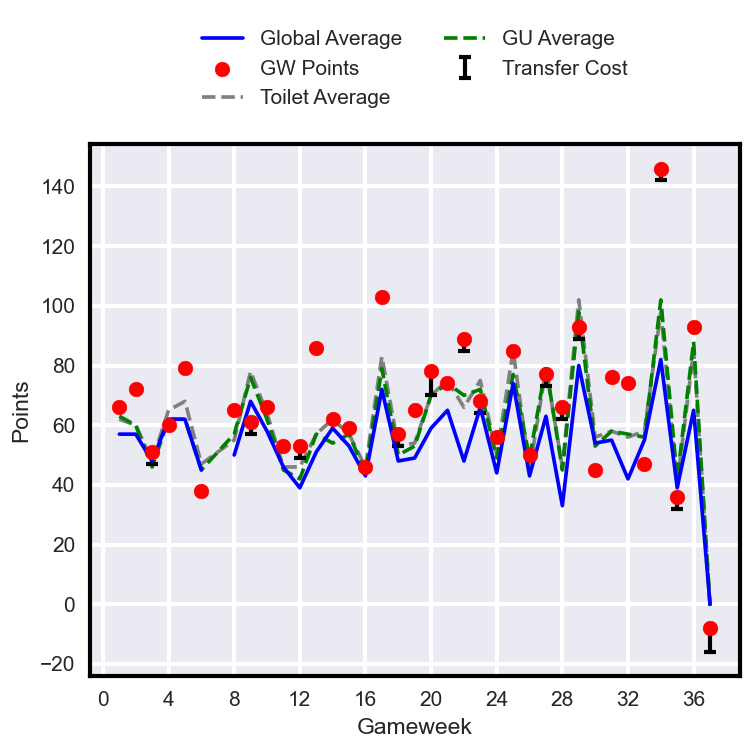 Global Average
GW Points
Toilet Average
GU Average
Transfer Cost
Points
140
120
100
80
60
40
20
0
−20
0 4 8 12 16 20 24 28 32 36
Gameweek